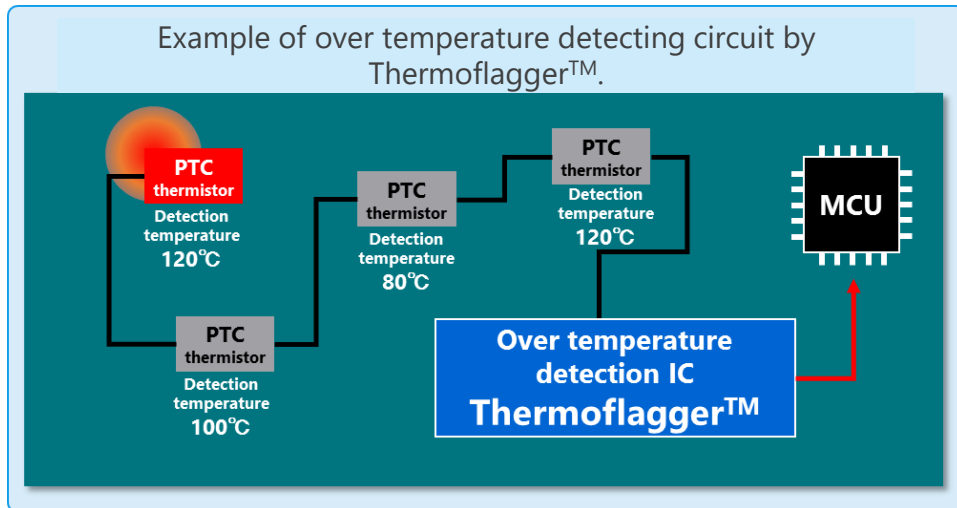 Example of over temperature detecting circuit by
Thermoflagger™.
PTC
thermistor
Detection
temperature
120℃
PTC
thermistor
Detection
temperature
100℃
PTC
thermistor
Detection
temperature
80℃
PTC
thermistor
Detection
temperature
120℃
MCU
Over temperature
detection IC
Thermoflagger™